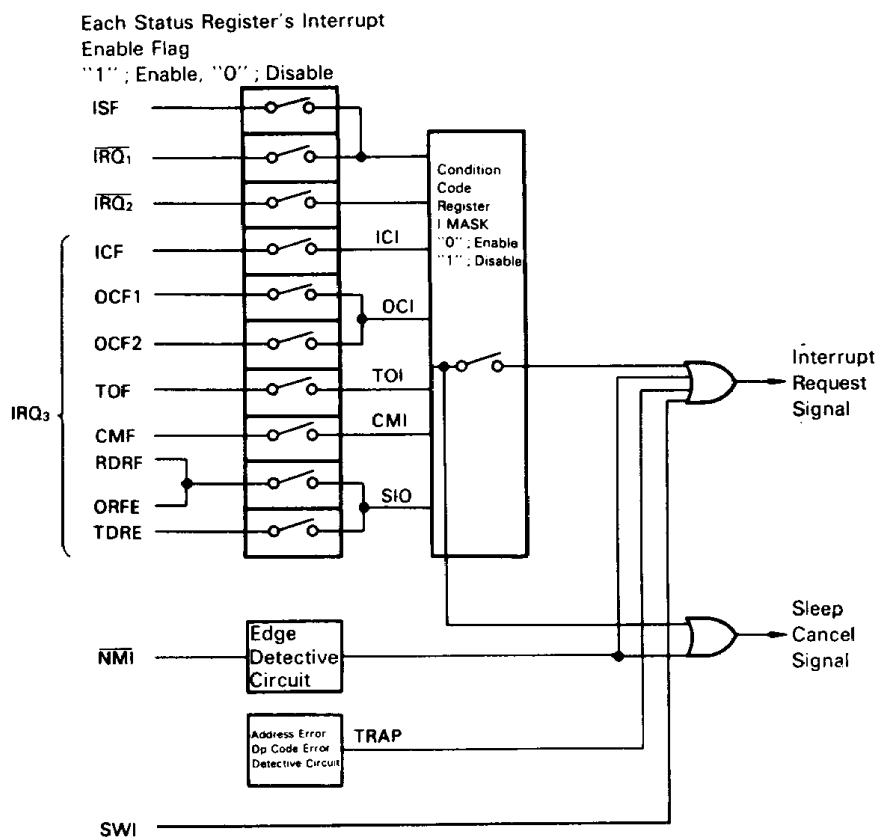 Each Status Register's Interrupt
Enable Flag
"1" ; Enable, "0" ; Disable
ISF
IRQ1
IRQ2
ICF
OCF1
OCF2
TOF
CMF
RDRF
ORFE
TDRE
IRQ3
ICI
OCI
TOI
CMI
SIO
Condition
Code
Register
I MASK
"0" ; Enable
"1" ; Disable
Interrupt
Request
Signal
Sleep
Cancel
Signal
NMI
Edge
Detective
Circuit
Address Error
Op Code Error
Detective Circuit
TRAP
SWI